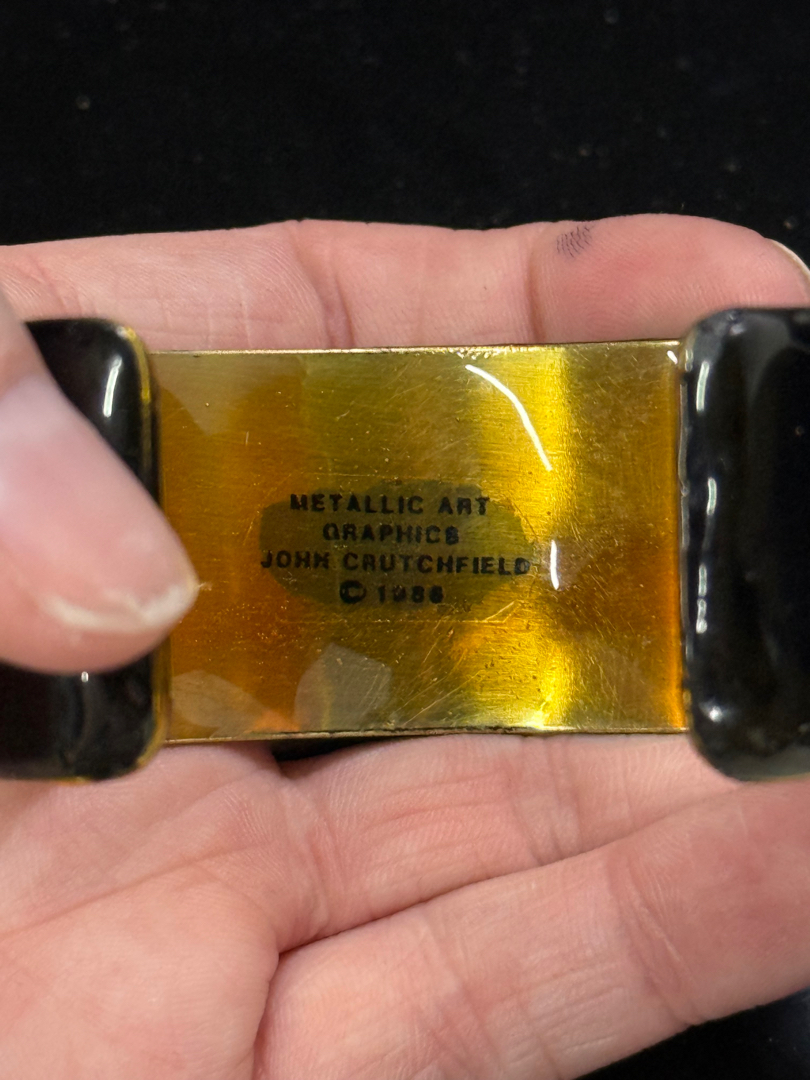 METALLIC ART
GRAPHICS
JOHN CRUTCHFIELD
© 1986